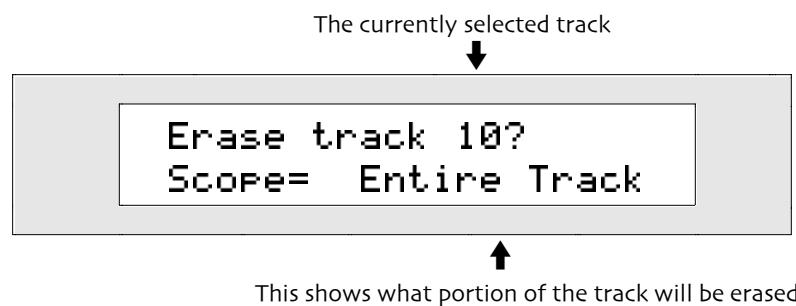 The currently selected track
Erase track 10?
Scope= Entire Track
This shows what portion of the track will be erased